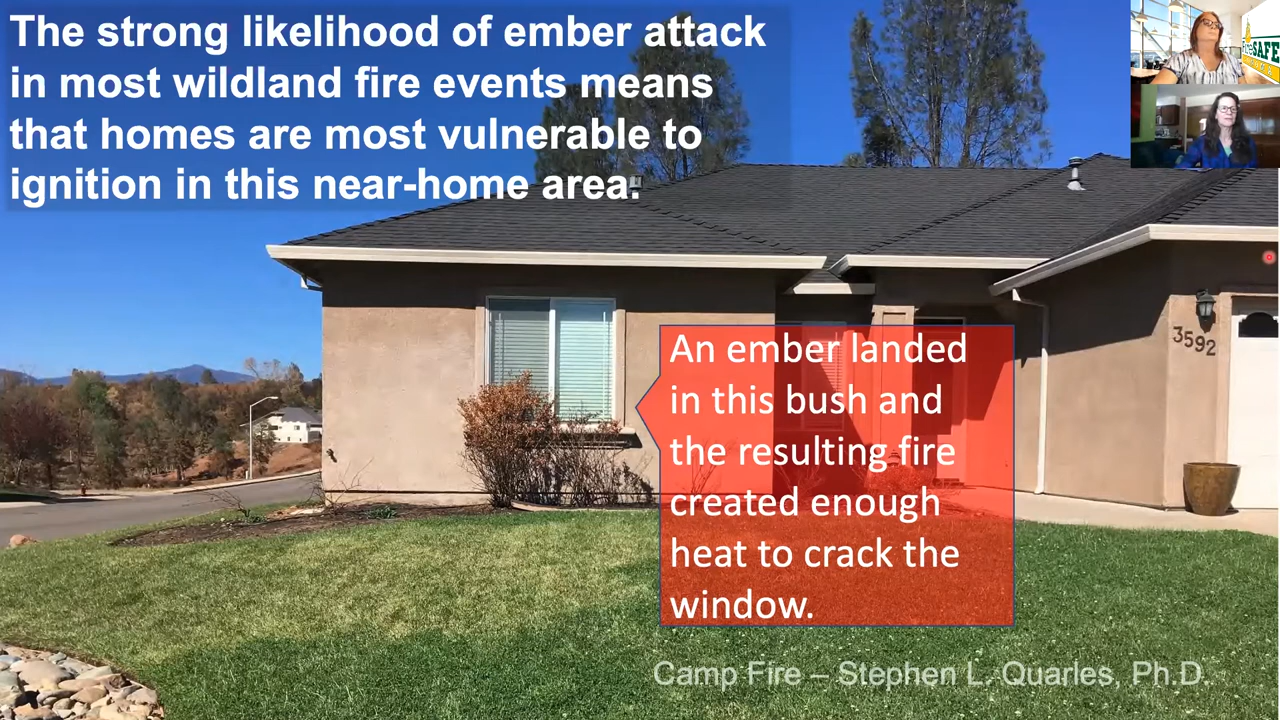 The strong likelihood of ember attack
in most wildland fire events means
that homes are most vulnerable to
ignition in this near-home area.
SAFE
An ember landed
in this bush and
the resulting fire
created enough
heat to crack the
window.
3592
Camp Fire – Stephen L. Quarles, Ph.D.